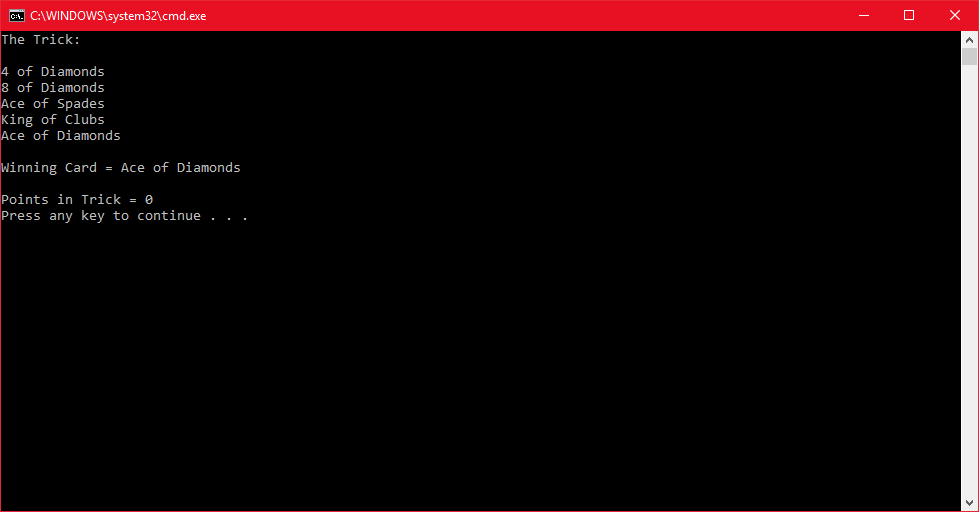 C:\WINDOWS\system32\cmd.exe
The Trick:
4 of Diamonds
8 of Diamonds
Ace of Spades
King of Clubs
Ace of Diamonds
Winning Card = Ace of Diamonds
Points in Trick = 0
Press any key to continue . . .